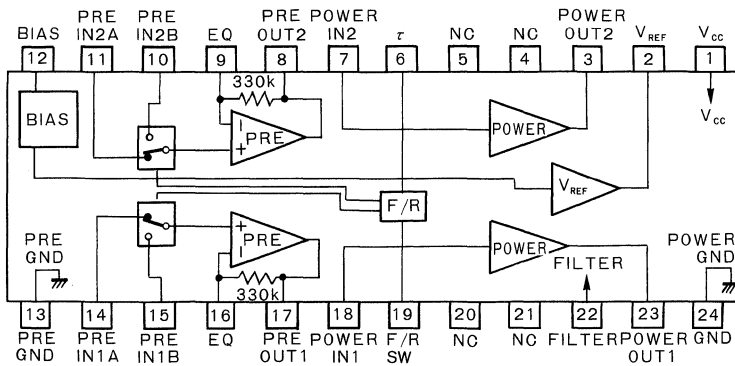 PRE PRE PRE POWER POWER
BIAS IN2A IN2B EQ OUT2 IN2 τ NC NC OUT2 VREF VCC
12 11 10 9 8 7 6 5 4 3 2 1
330k
BIAS
− PRE
+
POWER
VCC
VREF
F/R
+ PRE
−
POWER
PRE
GND
POWER
GND
FILTER
330k
13 14 15 16 17 18 19 20 21 22 23 24
PRE PRE PRE EQ PRE POWER F/R NC NC FILTER POWER GND
GND IN1A IN1B OUT1 IN1 SW OUT1